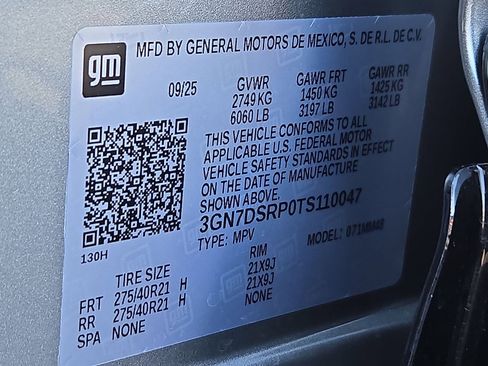 gm
MFD BY GENERAL MOTORS DE MEXICO, S. DE R.L. DE C.V.
09/25 GVWR GAWR FRT GAWR RR
2749 KG 1450 KG 1425 KG
6060 LB 3197 LB 3142 LB
THIS VEHICLE CONFORMS TO ALL
APPLICABLE U.S. FEDERAL MOTOR
VEHICLE SAFETY STANDARDS IN EFFECT
ON THE DATE OF MANUFACTURE
SHOWN ABOVE.
3GN7DSRP0TS110047
130H TYPE: MPV MODEL: 071MM48
TIRE SIZE RIM
FRT 275/40R21 H 21X9J
RR 275/40R21 H 21X9J
SPA NONE NONE